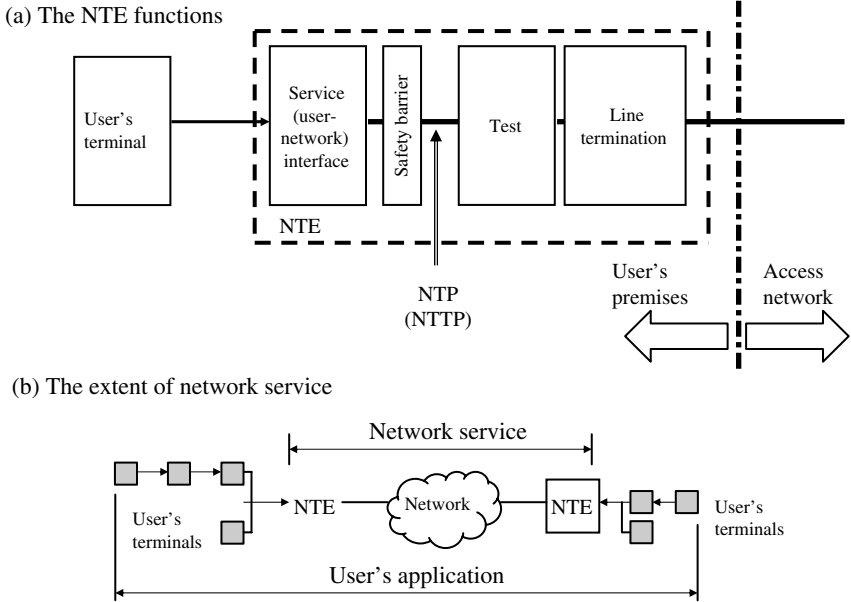 (a) The NTE functions
User's
terminal
Service
(user-
network)
interface
Safety barrier
Test
Line
termination
NTE
NTP
(NTTP)
User's
premises
Access
network
(b) The extent of network service
Network service
User's
terminals
NTE
Network
NTE
User's
terminals
User's application